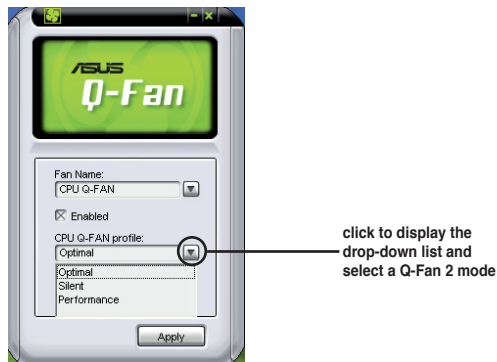 ASUS
Q-Fan
Fan Name:
CPU Q-FAN
Enabled
CPU Q-FAN profile:
Optimal
Optimal
Silent
Performance
Apply
click to display the
drop-down list and
select a Q-Fan 2 mode